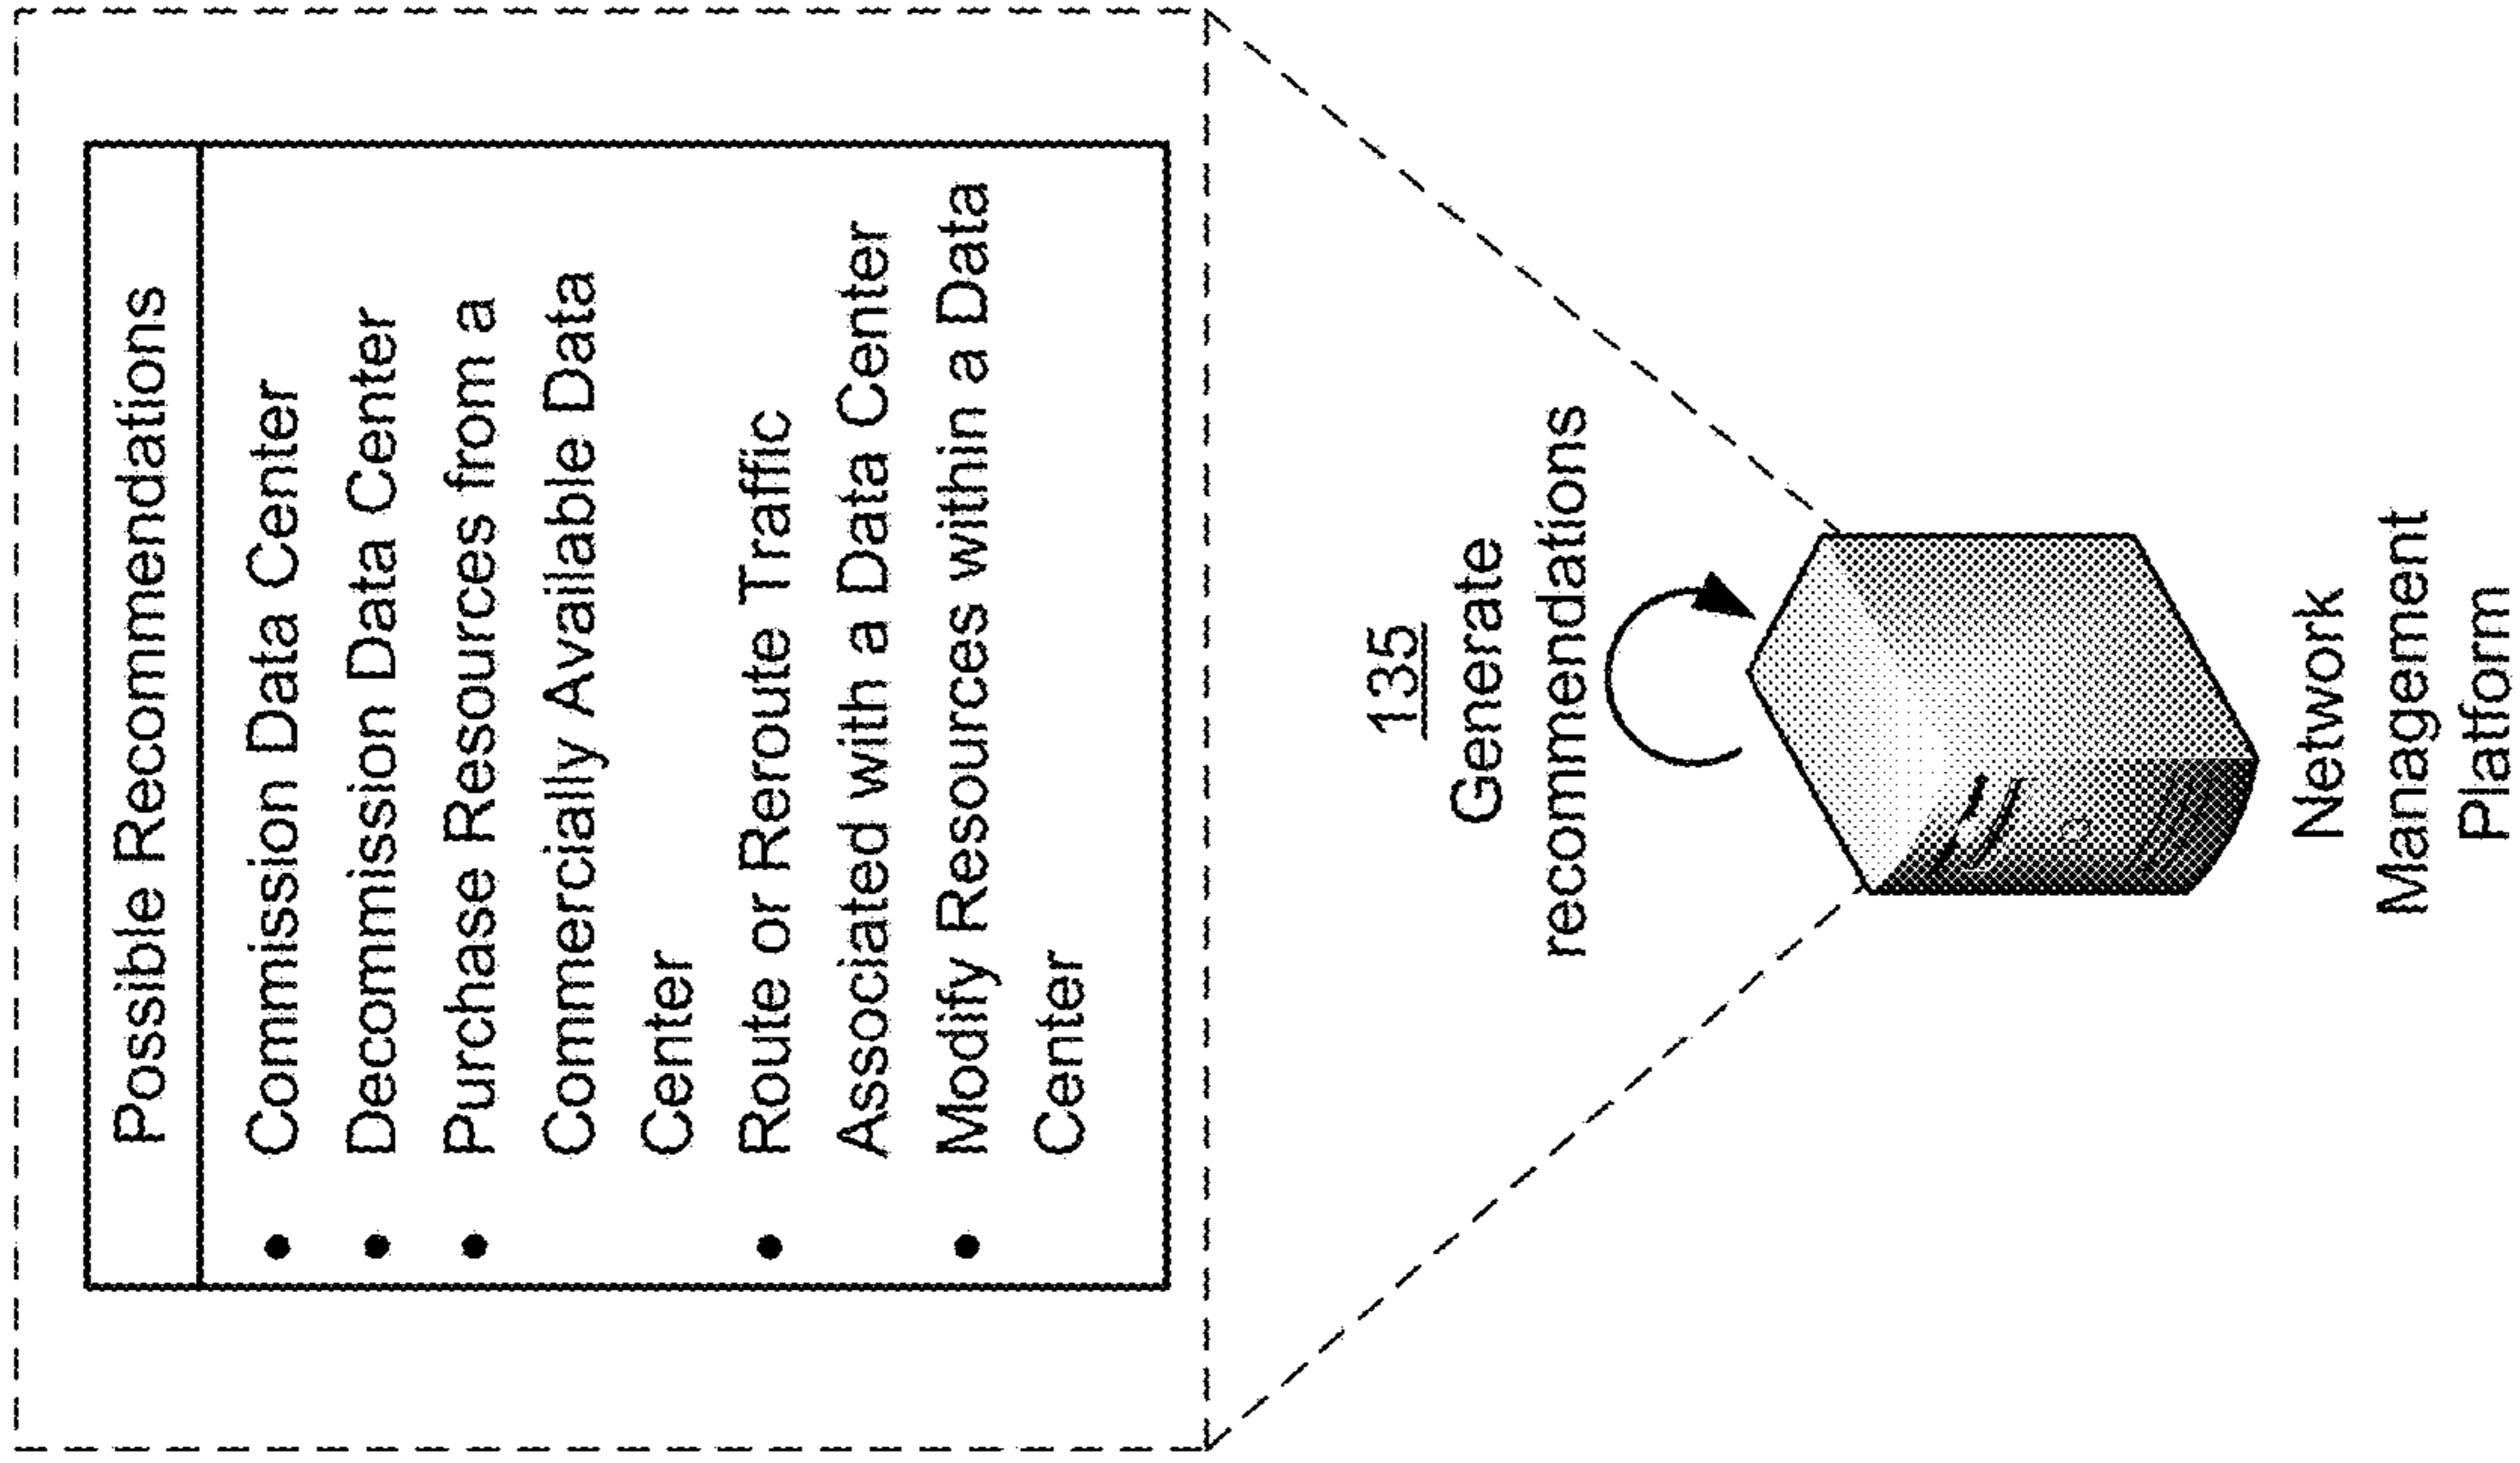 Possible Recommendations
• Commission Data Center
• Decommission Data Center
• Purchase Resources from a
Commercially Available Data
Center
• Route or Reroute Traffic
Associated with a Data Center
• Modify Resources within a Data
Center
135
Generate
recommendations
Network
Management
Platform